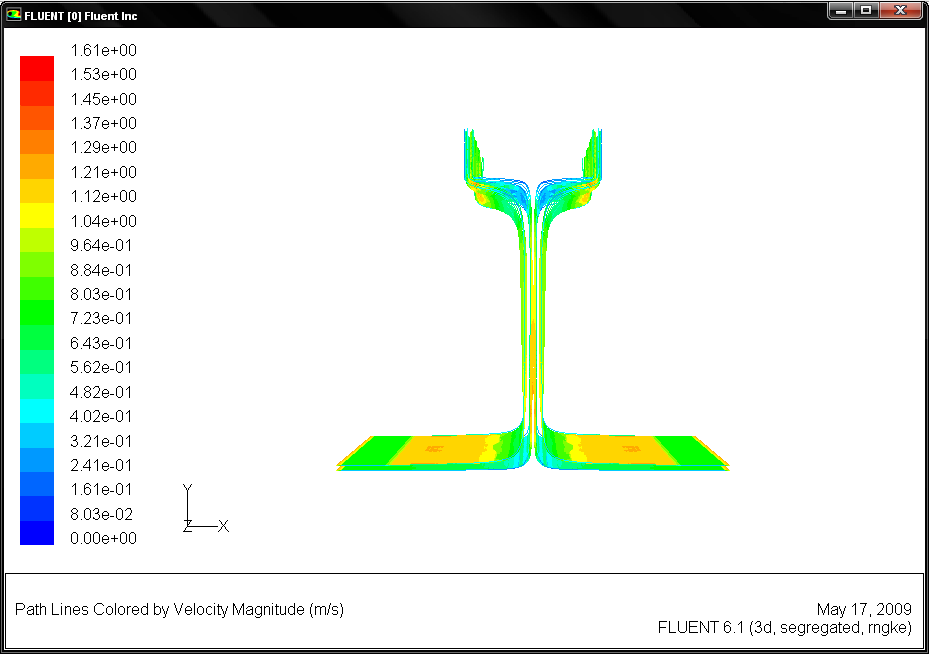 FLUENT [0] Fluent Inc
1.61e+00
1.53e+00
1.45e+00
1.37e+00
1.29e+00
1.21e+00
1.12e+00
1.04e+00
9.64e-01
8.84e-01
8.03e-01
7.23e-01
6.43e-01
5.62e-01
4.82e-01
4.02e-01
3.21e-01
2.41e-01
1.61e-01
8.03e-02
0.00e+00
Y
Z X
Path Lines Colored by Velocity Magnitude (m/s)
May 17, 2009
FLUENT 6.1 (3d, segregated, rngke)